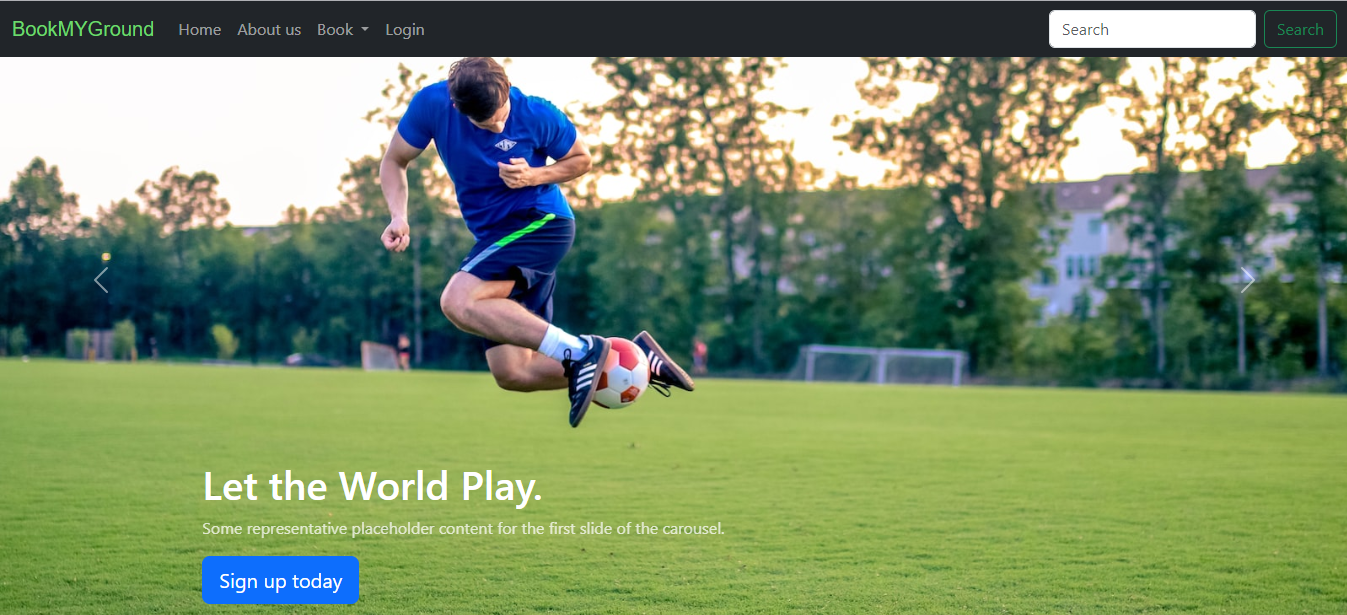 BookMYGround Home About us Book Login Search Search
Let the World Play.
Some representative placeholder content for the first slide of the carousel.
Sign up today